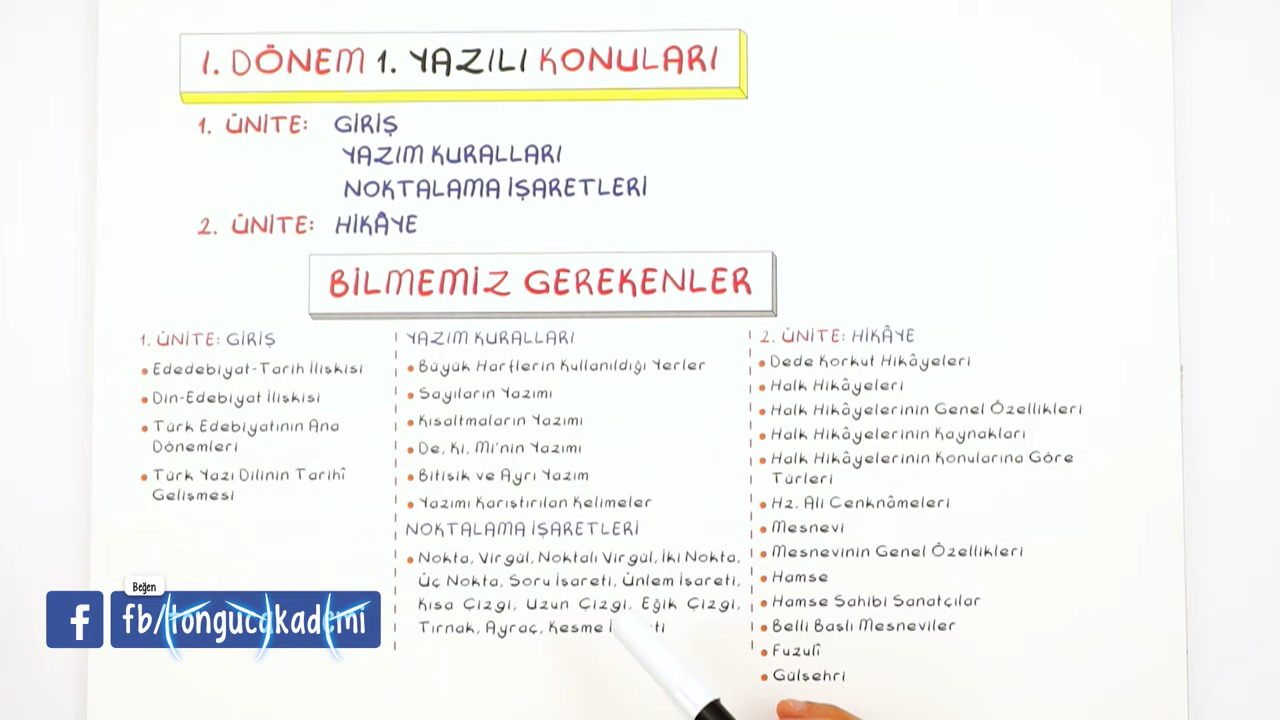 1. DÖNEM 1. YAZILI KONULARI
1. ÜNİTE: GİRİŞ
YAZIM KURALLARI
NOKTALAMA İŞARETLERİ
2. ÜNİTE: HİKÂYE
BİLMEMİZ GEREKENLER
1. ÜNİTE: GİRİŞ
Ededebiyat-Tarih İlişkisi
Din-Edebiyat İlişkisi
Türk Edebiyatının Ana
Dönemleri
Türk Yazı Dilinin Tarihî
Gelişmesi
YAZIM KURALLARI
Büyük Harflerin Kullanıldığı Yerler
Sayıların Yazımı
Kısaltmaların Yazımı
De, Ki, Mi'nin Yazımı
Bitişik ve Ayrı Yazım
Yazımı Karıştırılan Kelimeler
NOKTALAMA İŞARETLERİ
Nokta, Virgül, Noktalı Virgül, İki Nokta,
Üç Nokta, Soru İşareti, Ünlem İşareti,
Kısa Çizgi, Uzun Çizgi, Eğik Çizgi,
Tırnak, Ayraç, Kesme
2. ÜNİTE: HİKÂYE
Dede Korkut Hikâyeleri
Halk Hikâyeleri
Halk Hikâyelerinin Genel Özellikleri
Halk Hikâyelerinin Kaynakları
Halk Hikâyelerinin Konularına Göre
Türleri
Hz. Ali Cenknâmeleri
Mesnevi
Mesnevinin Genel Özellikleri
Hamse
Hamse Sahibi Sanatçılar
Belli Başlı Mesneviler
Fuzulî
Gülşehri
Beğen
f fb/tonguçakademi